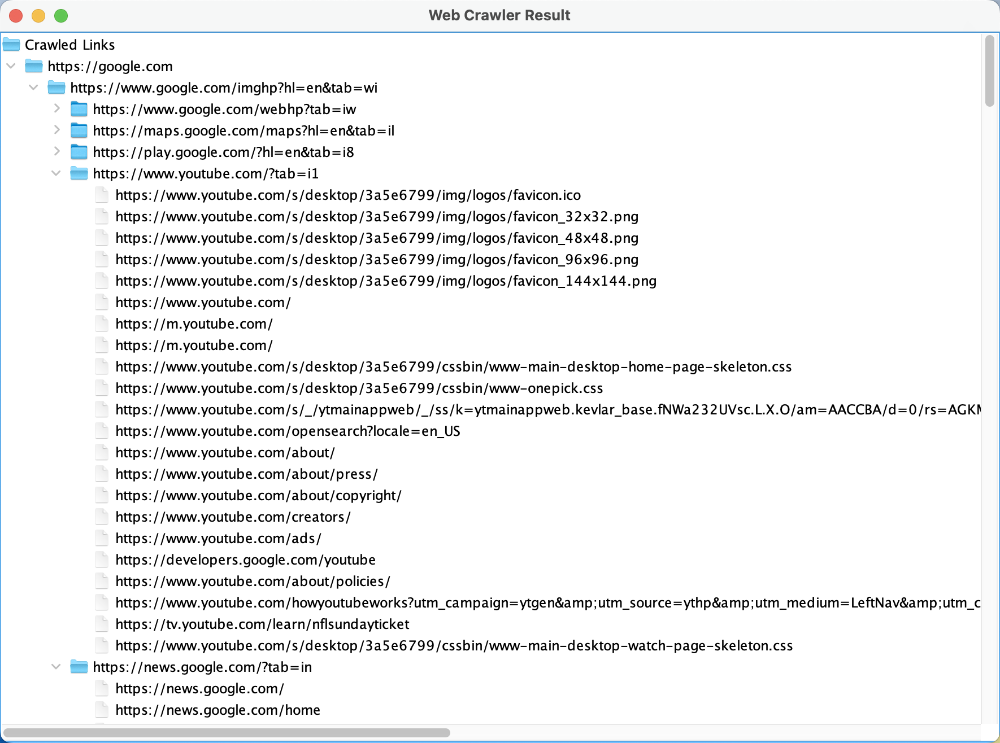 Web Crawler Result
Crawled Links
https://google.com
https://www.google.com/imghp?hl=en&tab=wi
https://www.google.com/webhp?tab=iw
https://maps.google.com/maps?hl=en&tab=il
https://play.google.com/?hl=en&tab=i8
https://www.youtube.com/?tab=i1
https://www.youtube.com/s/desktop/3a5e6799/img/logos/favicon.ico
https://www.youtube.com/s/desktop/3a5e6799/img/logos/favicon_32x32.png
https://www.youtube.com/s/desktop/3a5e6799/img/logos/favicon_48x48.png
https://www.youtube.com/s/desktop/3a5e6799/img/logos/favicon_96x96.png
https://www.youtube.com/s/desktop/3a5e6799/img/logos/favicon_144x144.png
https://www.youtube.com/
https://m.youtube.com/
https://m.youtube.com/
https://www.youtube.com/s/desktop/3a5e6799/cssbin/www-main-desktop-home-page-skeleton.css
https://www.youtube.com/s/desktop/3a5e6799/cssbin/www-onepick.css
https://www.youtube.com/s/_/ytmainappweb/_/ss/k=ytmainappweb.kevlar_base.fNWa232UVsc.L.X.O/am=AACCBA/d=0/rs=AGKM
https://www.youtube.com/opensearch?locale=en_US
https://www.youtube.com/about/
https://www.youtube.com/about/press/
https://www.youtube.com/about/copyright/
https://www.youtube.com/creators/
https://www.youtube.com/ads/
https://developers.google.com/youtube
https://www.youtube.com/about/policies/
https://www.youtube.com/howyoutubeworks?utm_campaign=ytgen&amp;utm_source=ythp&amp;utm_medium=LeftNav&amp;utm_c
https://tv.youtube.com/learn/nflsundayticket
https://www.youtube.com/s/desktop/3a5e6799/cssbin/www-main-desktop-watch-page-skeleton.css
https://news.google.com/?tab=in
https://news.google.com/
https://news.google.com/home